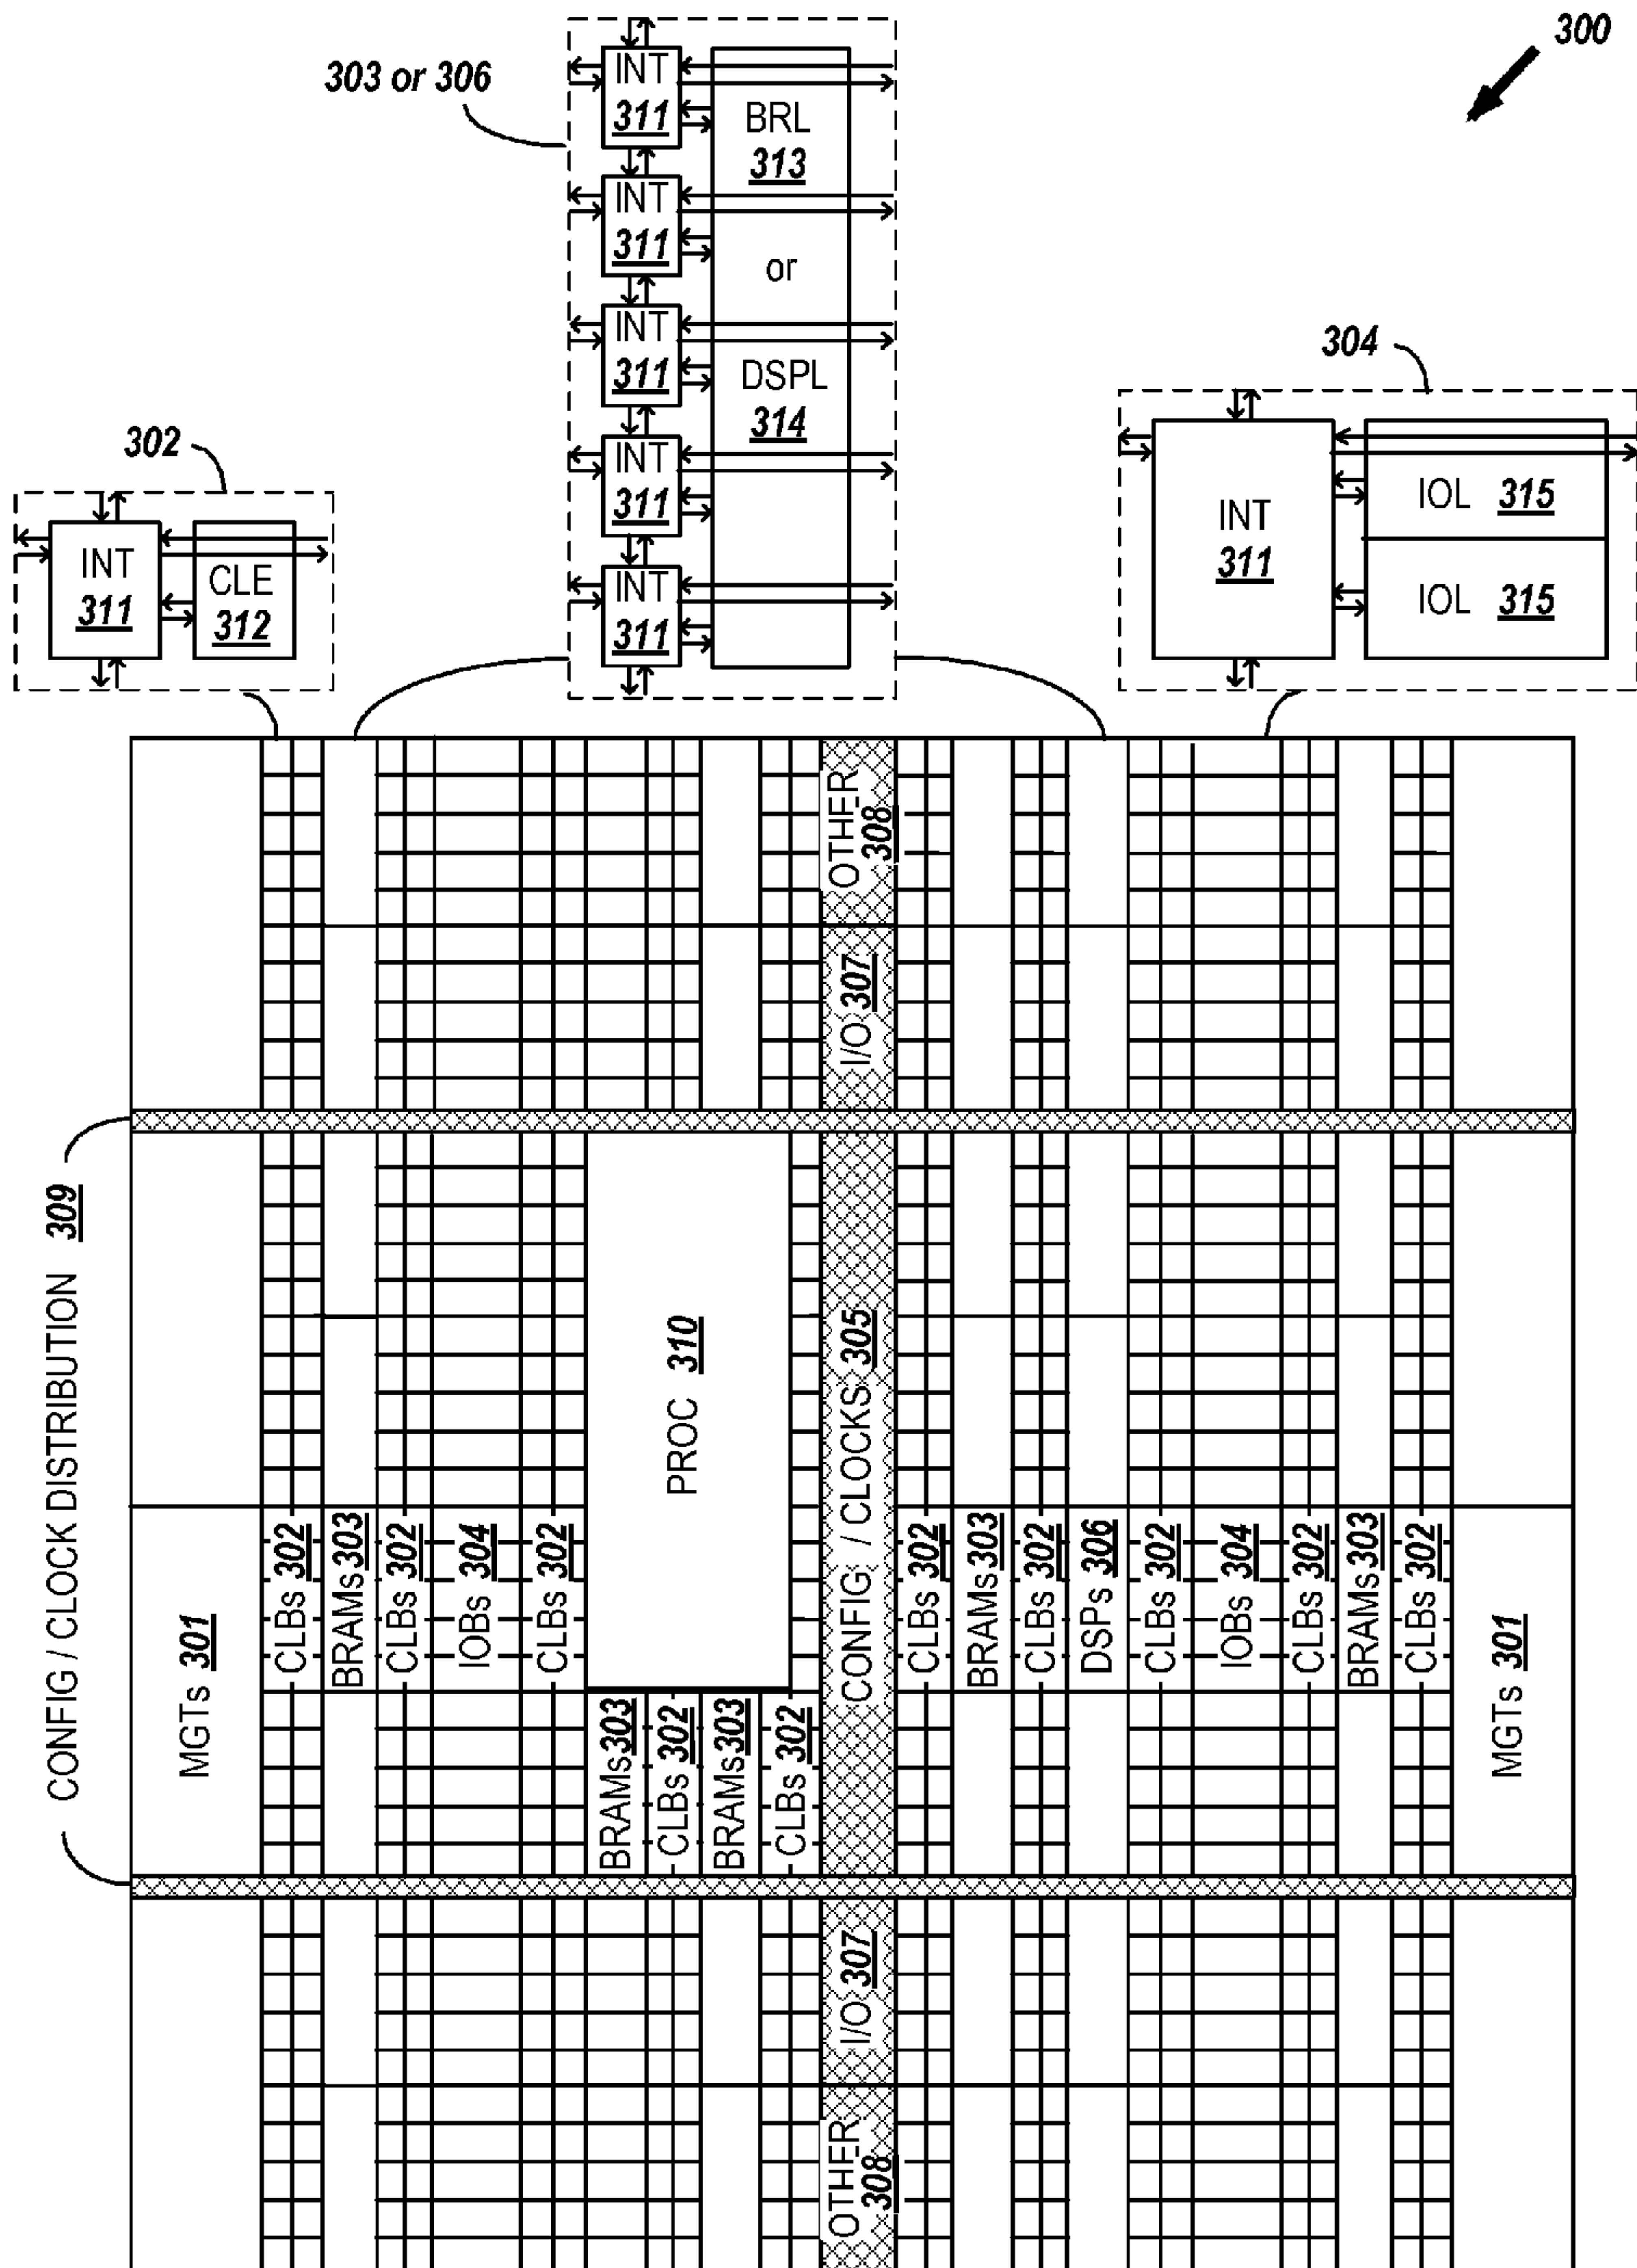 300
303 or 306
INT
311
INT
311
INT
311
INT
311
INT
311
BRL
313
or
DSPL
314
304
INT
311
IOL 315
IOL 315
302
INT
311
CLE
312
OTHER
308
I/O 307
CONFIG / CLOCK DISTRIBUTION 309
PROC 310
CONFIG / CLOCKS 305
MGTs 301
CLBs 302
BRAMs 303
CLBs 302
IOBs 304
CLBs 302
BRAMs 303
CLBs 302
BRAMs 303
CLBs 302
CLBs 302
BRAMs 303
CLBs 302
DSPs 306
CLBs 302
IOBs 304
CLBs 302
BRAMs 303
CLBs 302
MGTs 301
I/O 307
OTHER
308